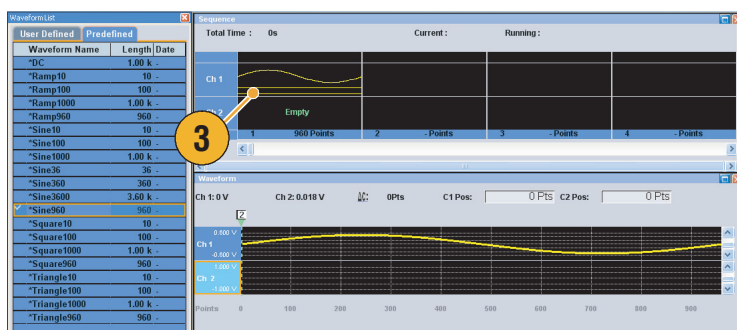 Waveform List
User Defined Predefined
Waveform Name Length Date
*DC 1.00 k -
*Ramp10 10 -
*Ramp100 100 -
*Ramp1000 1.00 k -
*Ramp960 960 -
*Sine10 10 -
*Sine100 100 -
*Sine1000 1.00 k -
*Sine36 36 -
*Sine360 360 -
*Sine3600 3.60 k -
*Sine960 960 -
*Square10 10 -
*Square100 100 -
*Square1000 1.00 k -
*Square960 960 -
*Triangle10 10 -
*Triangle100 100 -
*Triangle1000 1.00 k -
*Triangle960 960 -
Sequence
Total Time : 0s Current : Running :
Ch 1
Ch 2 Empty
3
1 960 Points 2 - Points 3 - Points 4 - Points
Waveform
Ch 1: 0 V Ch 2: 0.018 V 0Pts C1 Pos: 0 Pts C2 Pos: 0 Pts
2
Ch 1
-0.600 V
Ch 2
1.000 V
-1.000 V
Points 0 100 200 300 400 500 600 700 800 900